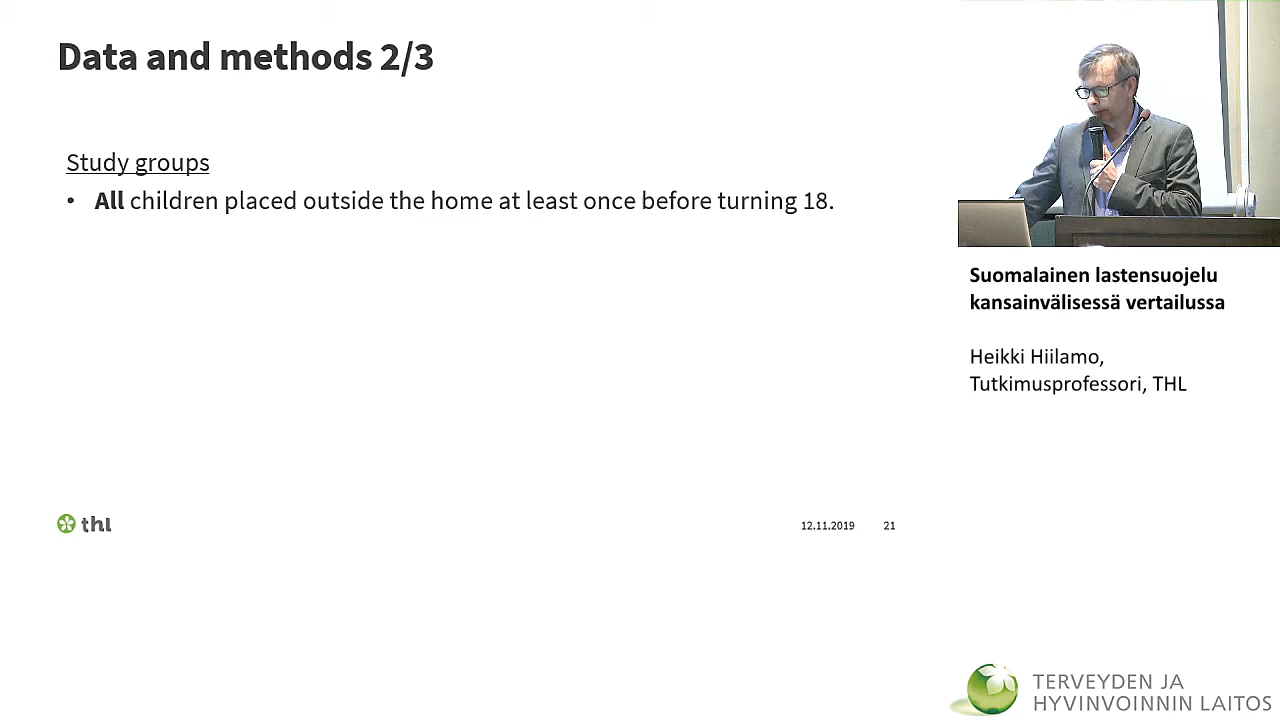 Data and methods 2/3
Study groups
• All children placed outside the home at least once before turning 18.
thl
12.11.2019 21
Suomalainen lastensuojelu
kansainvälisessä vertailussa
Heikki Hiilamo,
Tutkimusprofessori, THL
TERVEYDEN JA
HYVINVOINNIN LAITOS